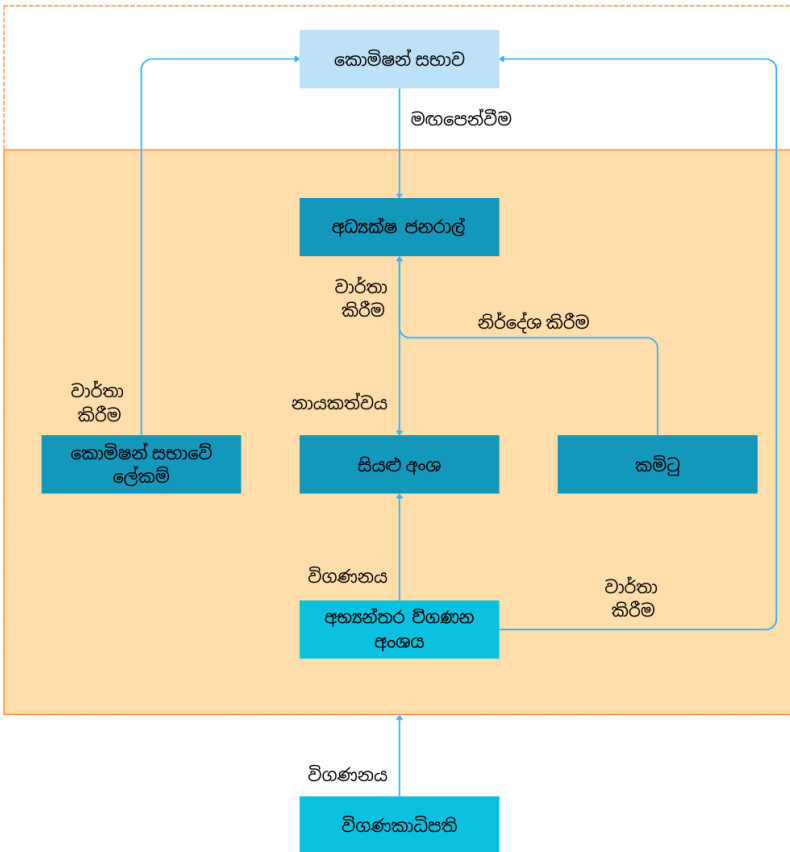 කොමිෂන් සභාව
මඟපෙන්වීම
අධ්‍යක්ෂ ජනරාල්
වාර්තා
කිරීම
නිර්දේශ කිරීම
වාර්තා
කිරීම
නායකත්වය
කොමිෂන් සභාවේ
ලේකම්
සියළු අංශ
කමිටු
විගණනය
වාර්තා
කිරීම
අභ්‍යන්තර විගණන
අංශය
විගණනය
විගණකාධිපති